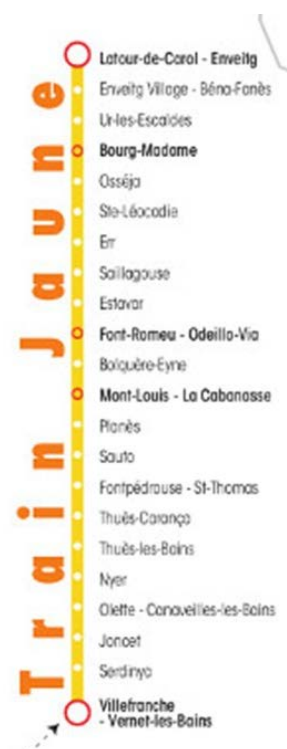 Train Jaune
Latour-de-Carol - Enveitg
Enveitg Village - Béna-Fanès
Ur-les-Escaldes
Bourg-Madame
Osséja
Ste-Léocadie
Err
Saillagouse
Estavar
Font-Romeu - Odeillo-Via
Bolquère-Eyne
Mont-Louis - La Cabanasse
Planès
Sauto
Fontpédrouse - St-Thomas
Thuès-Carança
Thuès-les-Bains
Nyer
Olette - Canaveilles-les-Bains
Joncet
Serdinya
Villefranche
- Vernet-les-Bains